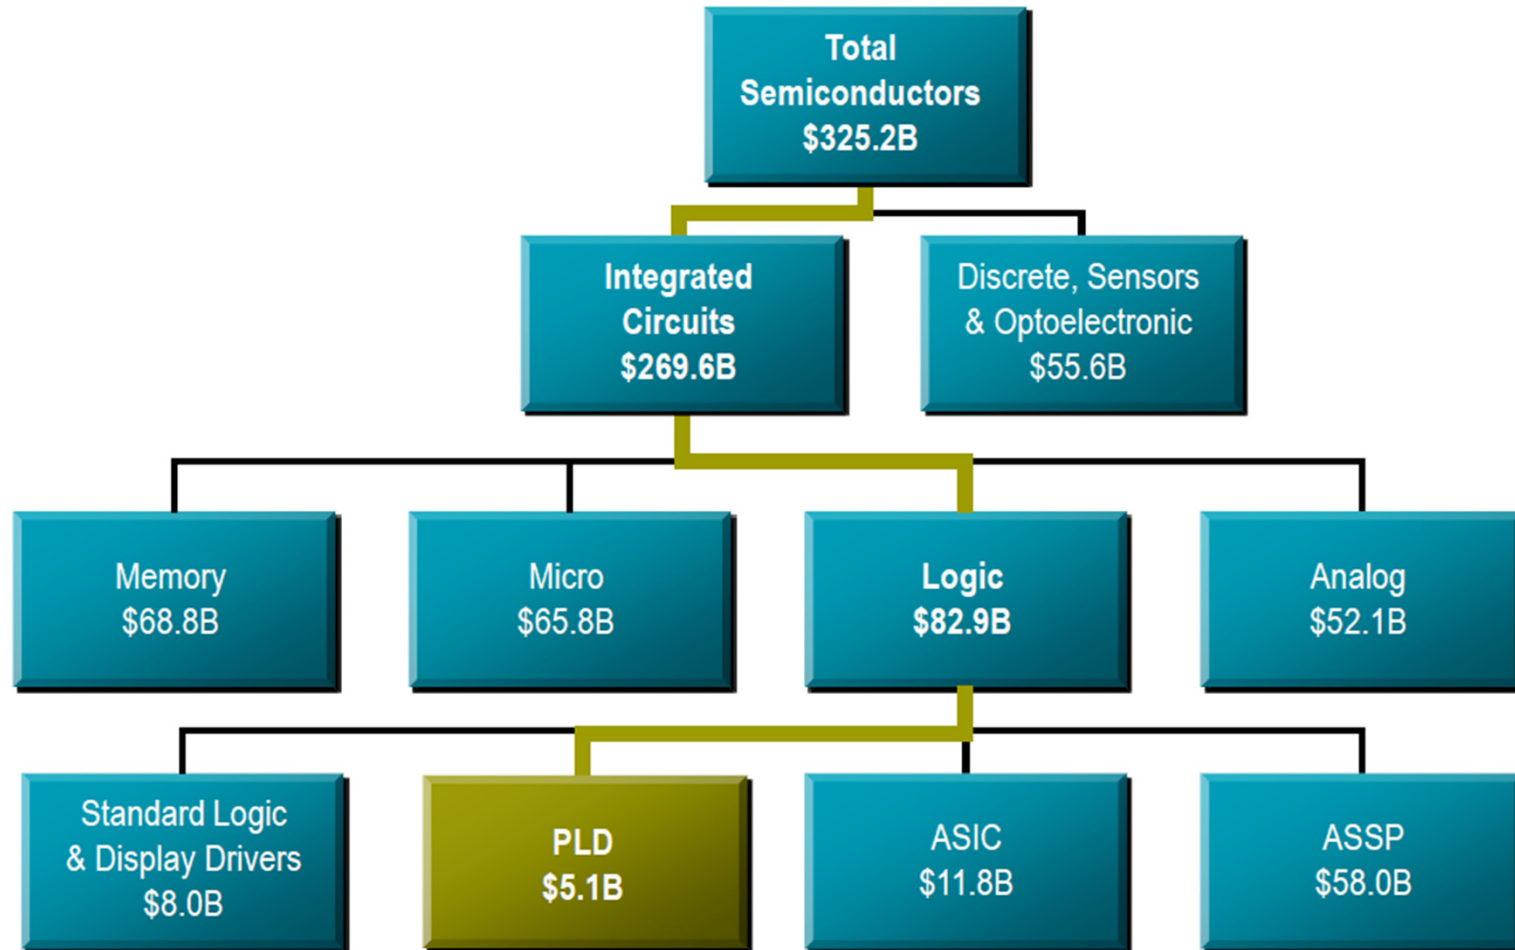 Total
Semiconductors
$325.2B
Integrated
Circuits
$269.6B
Discrete, Sensors
& Optoelectronic
$55.6B
Memory
$68.8B
Micro
$65.8B
Logic
$82.9B
Analog
$52.1B
Standard Logic
& Display Drivers
$8.0B
PLD
$5.1B
ASIC
$11.8B
ASSP
$58.0B